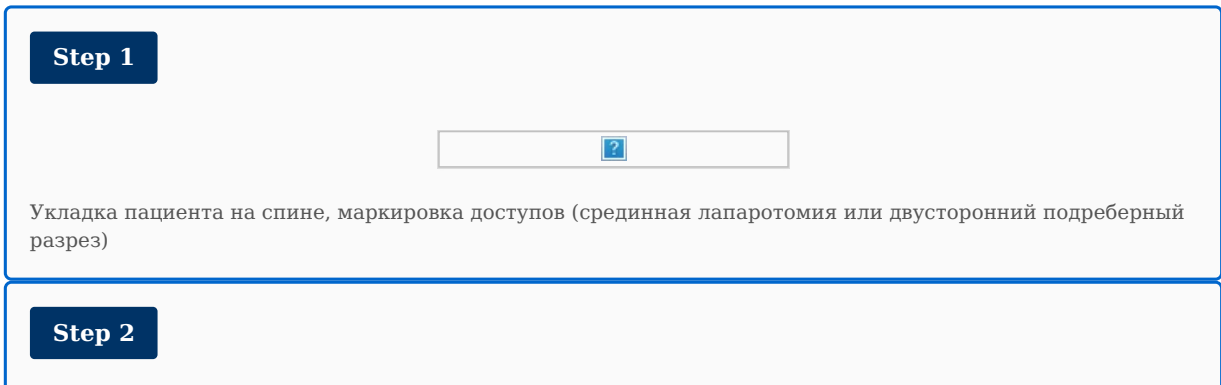 Step 1
Укладка пациента на спине, маркировка доступов (срединная лапаротомия или двусторонний подреберный
разрез)
Step 2